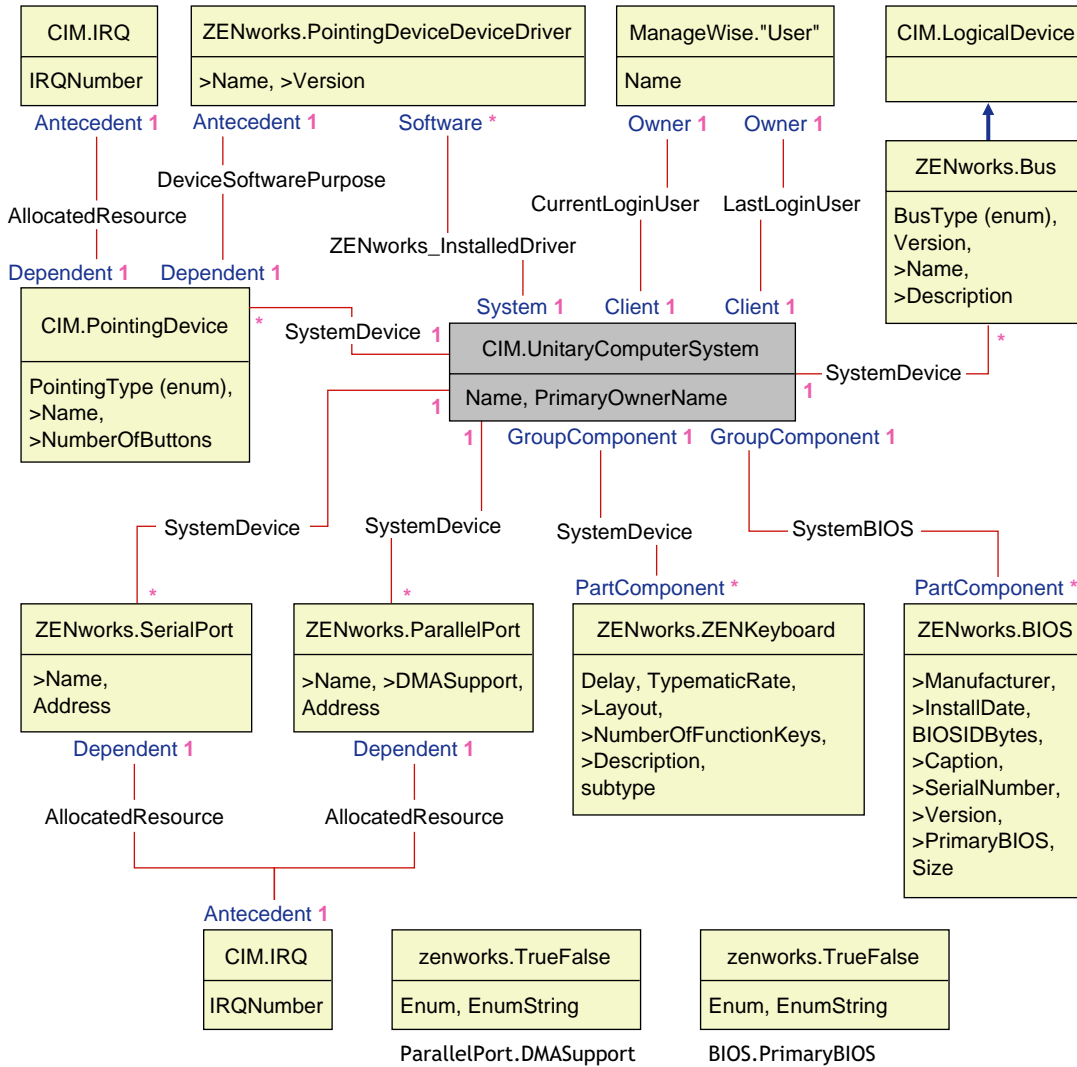 CIM.IRQ
IRQNumber
ZENworks.PointingDeviceDeviceDriver
>Name, >Version
ManageWise."User"
Name
CIM.LogicalDevice
Antecedent 1
Antecedent 1
Software *
Owner 1
Owner 1
AllocatedResource
DeviceSoftwarePurpose
ZENworks_InstalledDriver
CurrentLoginUser
LastLoginUser
ZENworks.Bus
BusType (enum),
Version,
>Name,
>Description
*
Dependent 1
Dependent 1
System 1
Client 1
Client 1
CIM.PointingDevice
PointingType (enum),
>Name,
>NumberOfButtons
*
SystemDevice
1
CIM.UnitaryComputerSystem
Name, PrimaryOwnerName
1
SystemDevice
1
1
GroupComponent 1
GroupComponent 1
SystemDevice
SystemDevice
SystemDevice
SystemBIOS
*
*
PartComponent *
PartComponent *
ZENworks.SerialPort
>Name,
Address
ZENworks.ParallelPort
>Name, >DMASupport,
Address
ZENworks.ZENKeyboard
Delay, TypematicRate,
>Layout,
>NumberOfFunctionKeys,
>Description,
subtype
ZENworks.BIOS
>Manufacturer,
>InstallDate,
BIOSIDBytes,
>Caption,
>SerialNumber,
>Version,
>PrimaryBIOS,
Size
Dependent 1
Dependent 1
AllocatedResource
AllocatedResource
Antecedent 1
CIM.IRQ
IRQNumber
zenworks.TrueFalse
Enum, EnumString
ParallelPort.DMASupport
zenworks.TrueFalse
Enum, EnumString
BIOS.PrimaryBIOS